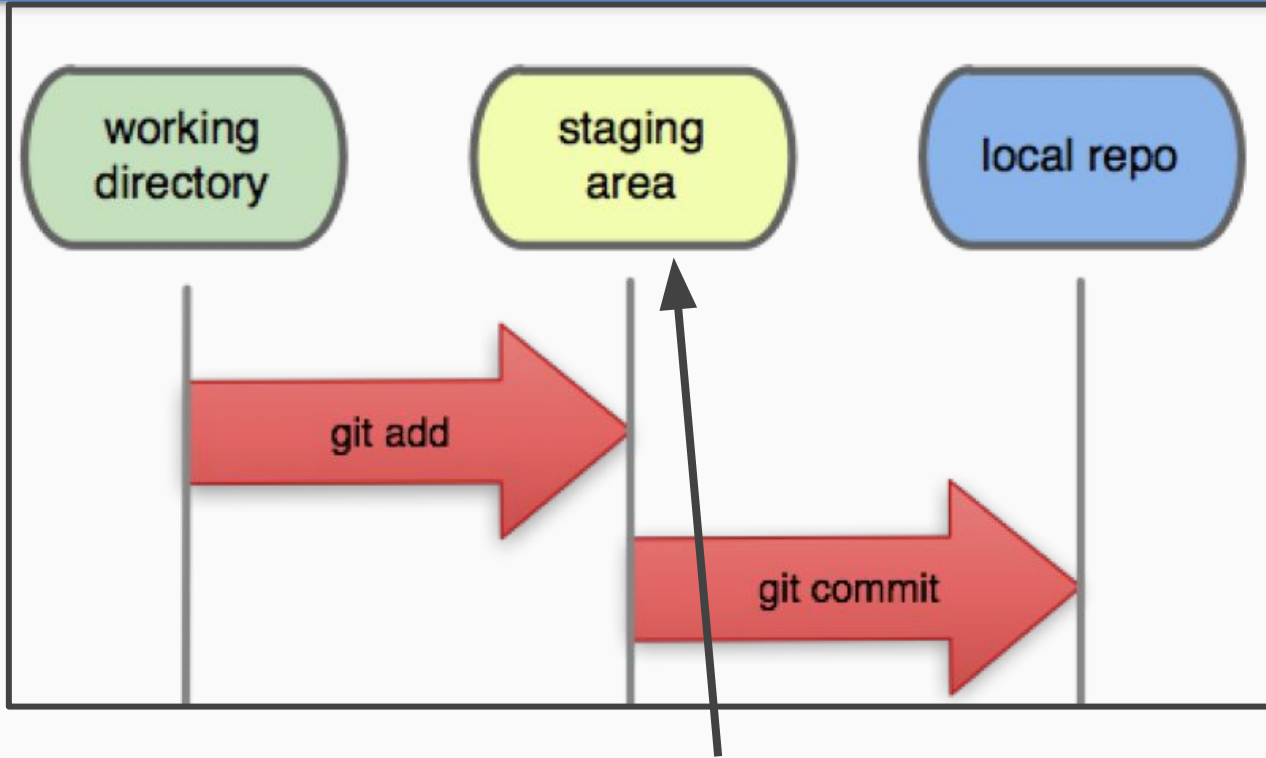 working
directory
staging
area
local repo
git add
git commit